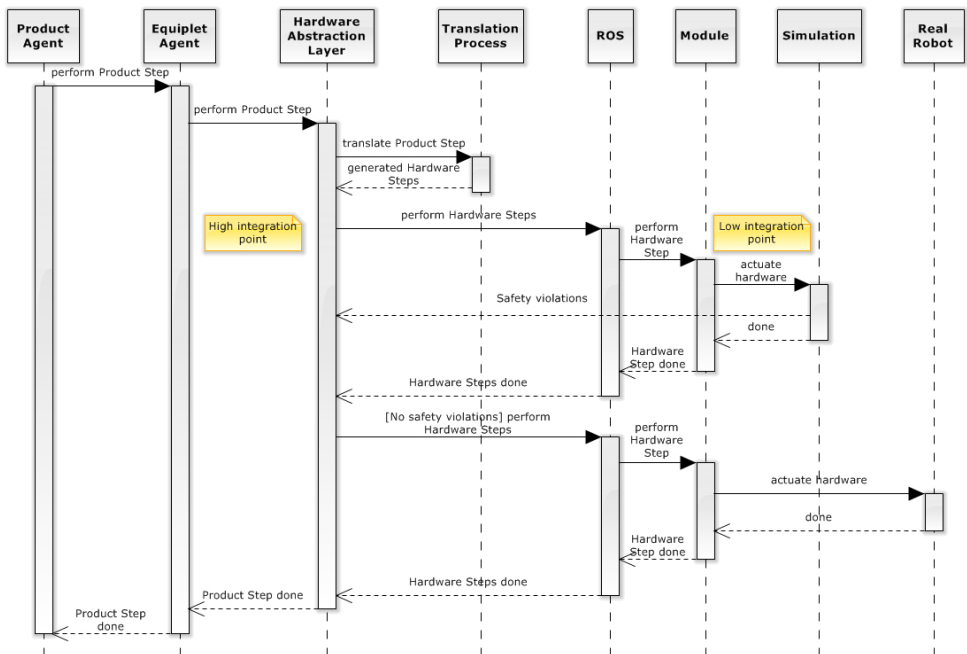 Product
Agent
Equiplet
Agent
Hardware
Abstraction
Layer
Translation
Process
ROS
Module
Simulation
Real
Robot
perform Product Step
perform Product Step
translate Product Step
generated Hardware
Steps
High integration
point
perform Hardware Steps
perform
Hardware
Step
Low integration
point
actuate
hardware
Safety violations
done
Hardware
Step done
Hardware Steps done
[No safety violations] perform
Hardware Steps
perform
Hardware
Step
actuate hardware
done
Hardware
Step done
Hardware Steps done
Product Step done
Product Step
done